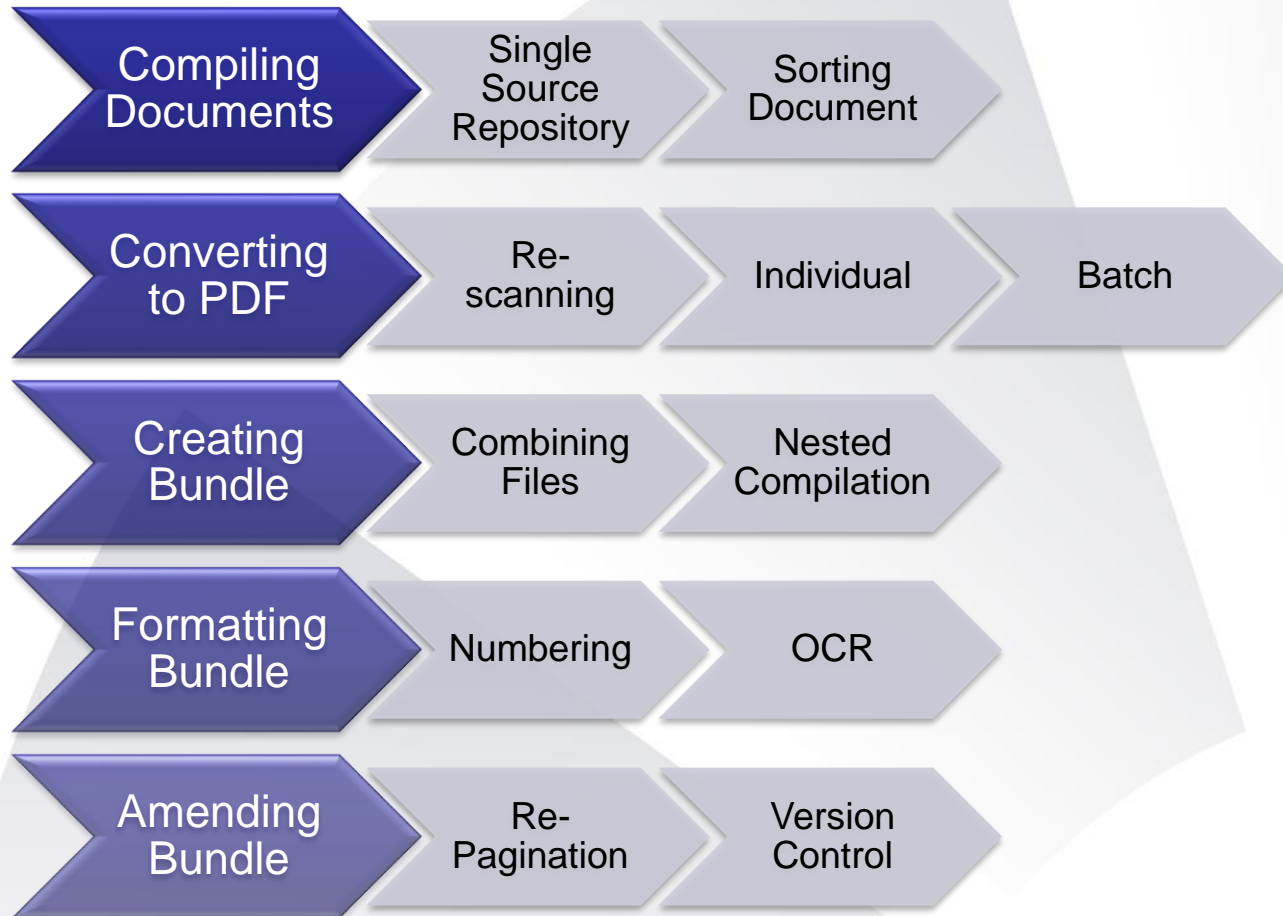 Compiling
Documents
Single
Source
Repository
Sorting
Document
Converting
to PDF
Re-
scanning
Individual
Batch
Creating
Bundle
Combining
Files
Nested
Compilation
Formatting
Bundle
Numbering
OCR
Amending
Bundle
Re-
Pagination
Version
Control